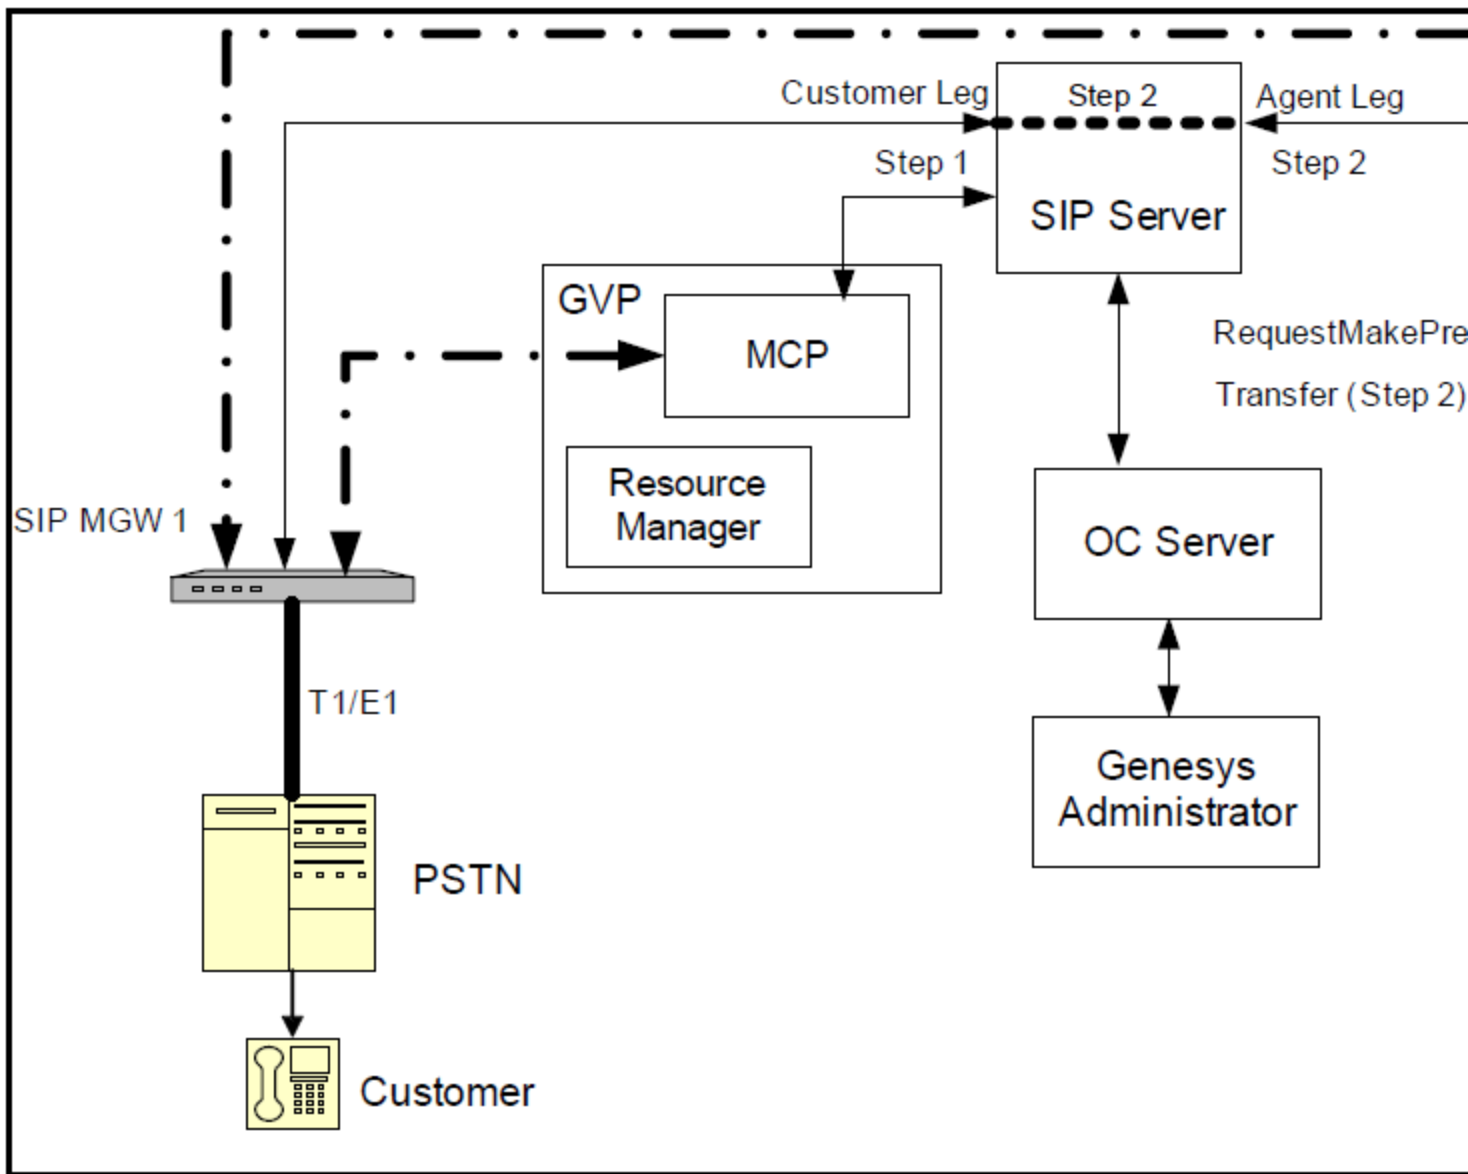 Customer Leg
Step 2
Agent Leg
Step 1
Step 2
SIP Server
GVP
MCP
RequestMakePre
Transfer (Step 2)
Resource
Manager
SIP MGW 1
OC Server
T1/E1
Genesys
Administrator
PSTN
Customer